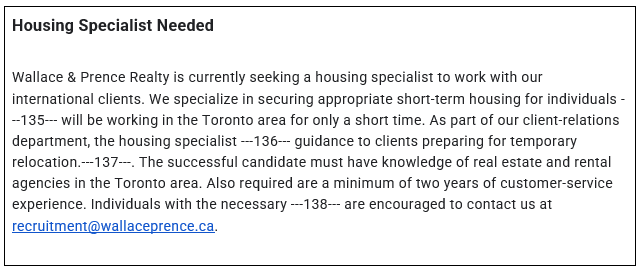 Housing Specialist Needed
Wallace & Prence Realty is currently seeking a housing specialist to work with our
international clients. We specialize in securing appropriate short-term housing for individuals -
--135--- will be working in the Toronto area for only a short time. As part of our client-relations
department, the housing specialist ---136--- guidance to clients preparing for temporary
relocation.---137---. The successful candidate must have knowledge of real estate and rental
agencies in the Toronto area. Also required are a minimum of two years of customer-service
experience. Individuals with the necessary ---138--- are encouraged to contact us at
recruitment@wallaceprence.ca.